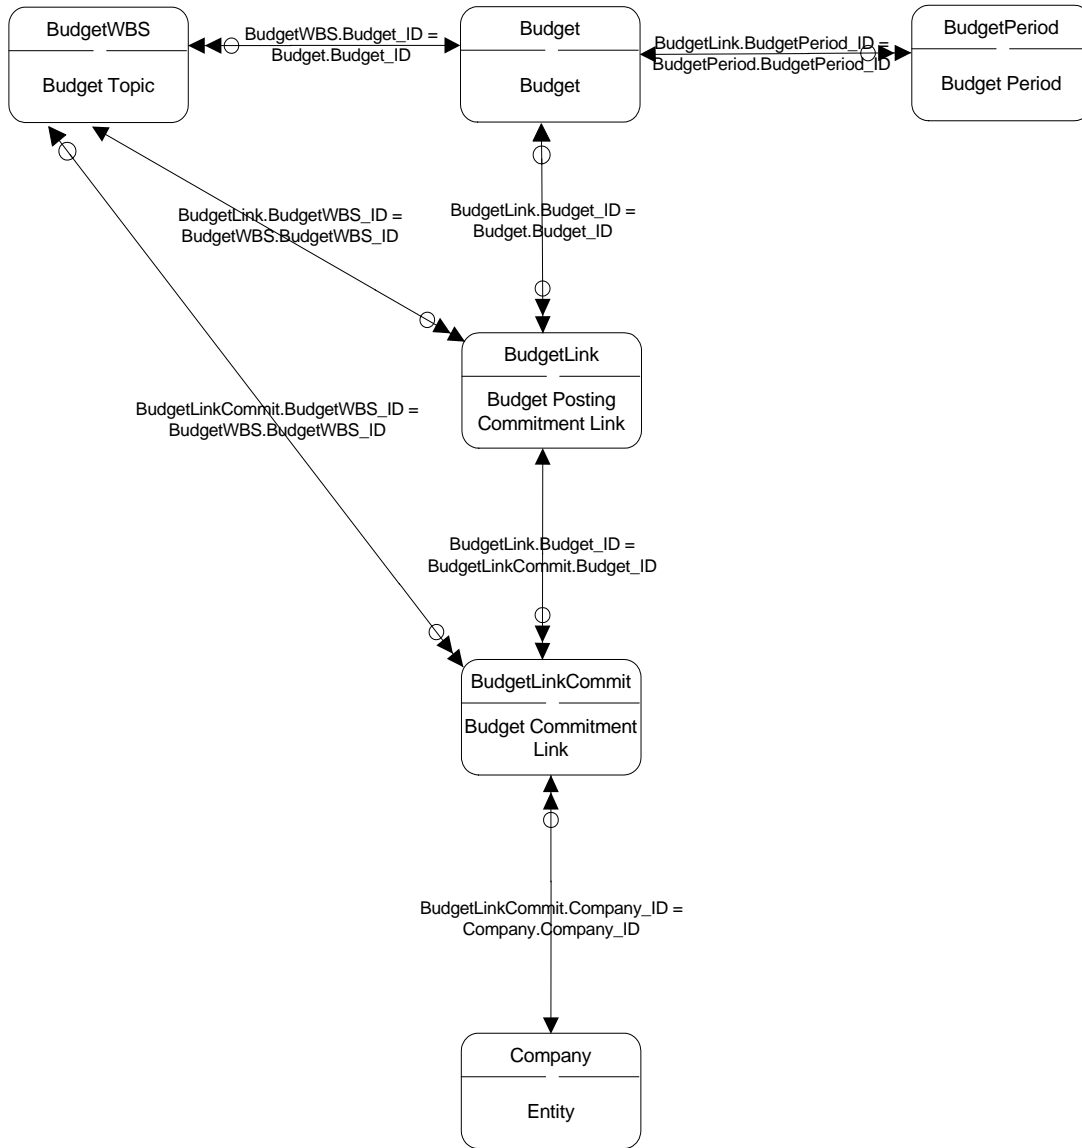 BudgetWBS
Budget Topic
BudgetWBS.Budget_ID =
Budget.Budget_ID
Budget
Budget
BudgetLink.BudgetPeriod_ID =
BudgetPeriod.BudgetPeriod_ID
BudgetPeriod
Budget Period
BudgetLink.BudgetWBS_ID =
BudgetWBS.BudgetWBS_ID
BudgetLink.Budget_ID =
Budget.Budget_ID
BudgetLink
Budget Posting
Commitment Link
BudgetLinkCommit.BudgetWBS_ID =
BudgetWBS.BudgetWBS_ID
BudgetLink.Budget_ID =
BudgetLinkCommit.Budget_ID
BudgetLinkCommit
Budget Commitment
Link
BudgetLinkCommit.Company_ID =
Company.Company_ID
Company
Entity